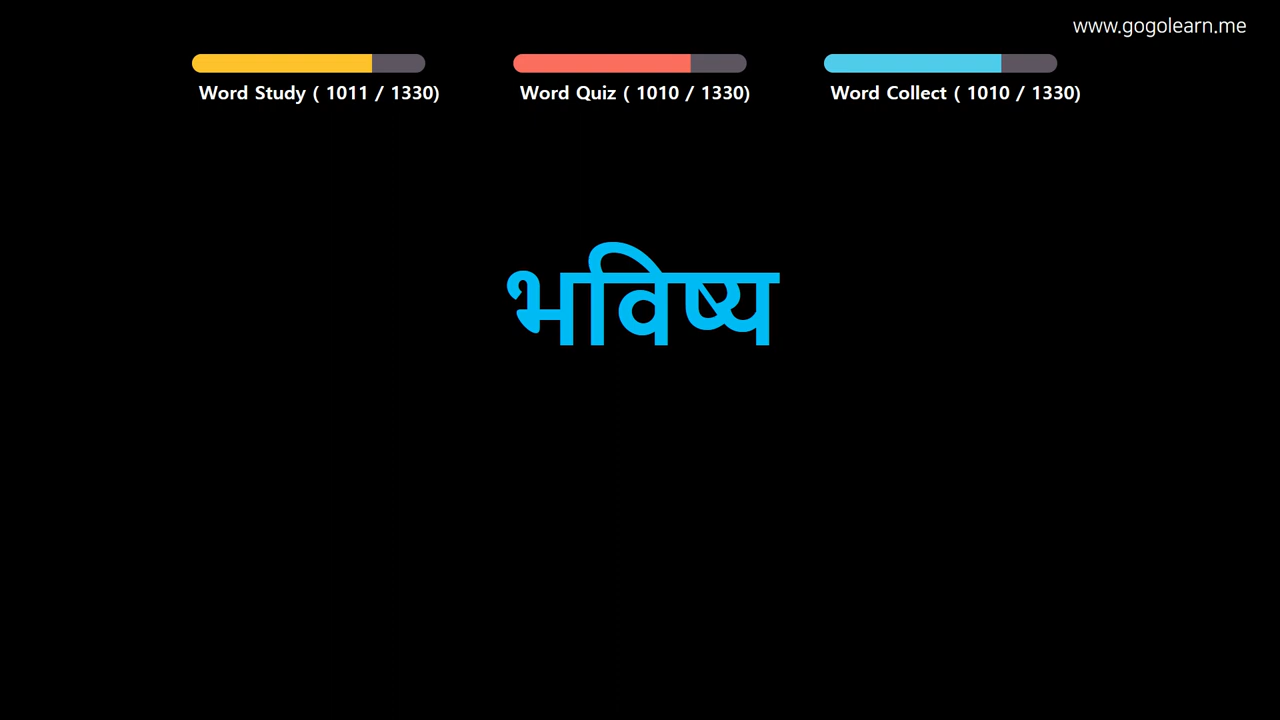 www.gogolearn.me
Word Study ( 1011 / 1330)
Word Quiz ( 1010 / 1330)
Word Collect ( 1010 / 1330)
भविष्य